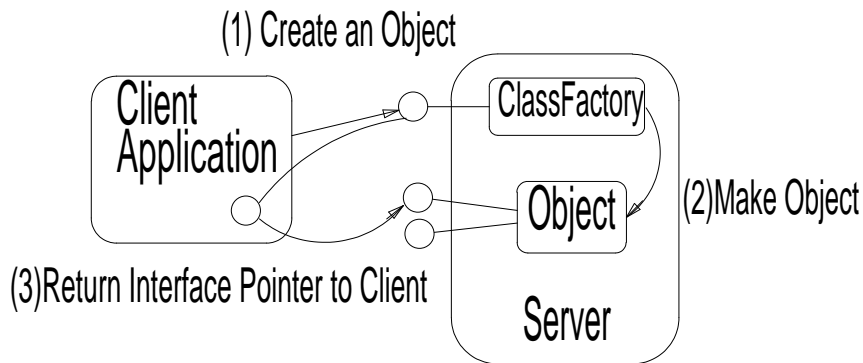 (1) Create an Object
Client
Application
ClassFactory
Object
(2)Make Object
(3)Return Interface Pointer to Client
Server